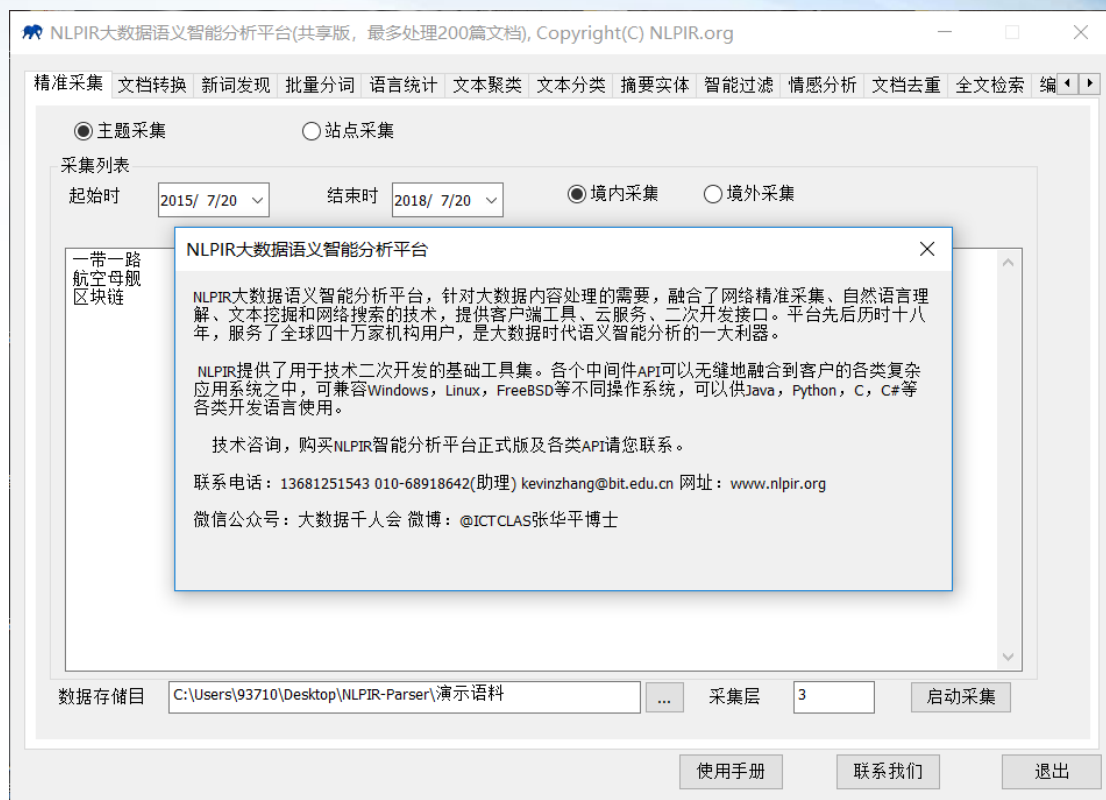 NLPIR大数据语义智能分析平台(共享版，最多处理200篇文档), Copyright(C) NLPIR.org
精准采集 文档转换 新词发现 批量分词 语言统计 文本聚类 文本分类 摘要实体 智能过滤 情感分析 文档去重 全文检索 编
主题采集 站点采集
采集列表
起始时 2015/ 7/20 结束时 2018/ 7/20 境内采集 境外采集
一带一路
航空母舰
区块链
NLPIR大数据语义智能分析平台
NLPIR大数据语义智能分析平台，针对大数据内容处理的需要，融合了网络精准采集、自然语言理
解、文本挖掘和网络搜索的技术，提供客户端工具、云服务、二次开发接口。平台先后历时十八
年，服务了全球四十万家机构用户，是大数据时代语义智能分析的一大利器。
NLPIR提供了用于技术二次开发的基础工具集。各个中间件API可以无缝地融合到客户的各类复杂
应用系统之中，可兼容Windows，Linux，FreeBSD等不同操作系统，可以供Java，Python，C，C#等
各类开发语言使用。
技术咨询，购买NLPIR智能分析平台正式版及各类API请您联系。
联系电话：13681251543 010-68918642(助理) kevinzhang@bit.edu.cn 网址：www.nlpir.org
微信公众号：大数据千人会 微博：@ICTCLAS张华平博士
数据存储目 C:\Users\93710\Desktop\NLPIR-Parser\演示语料 ... 采集层 3 启动采集
使用手册 联系我们 退出